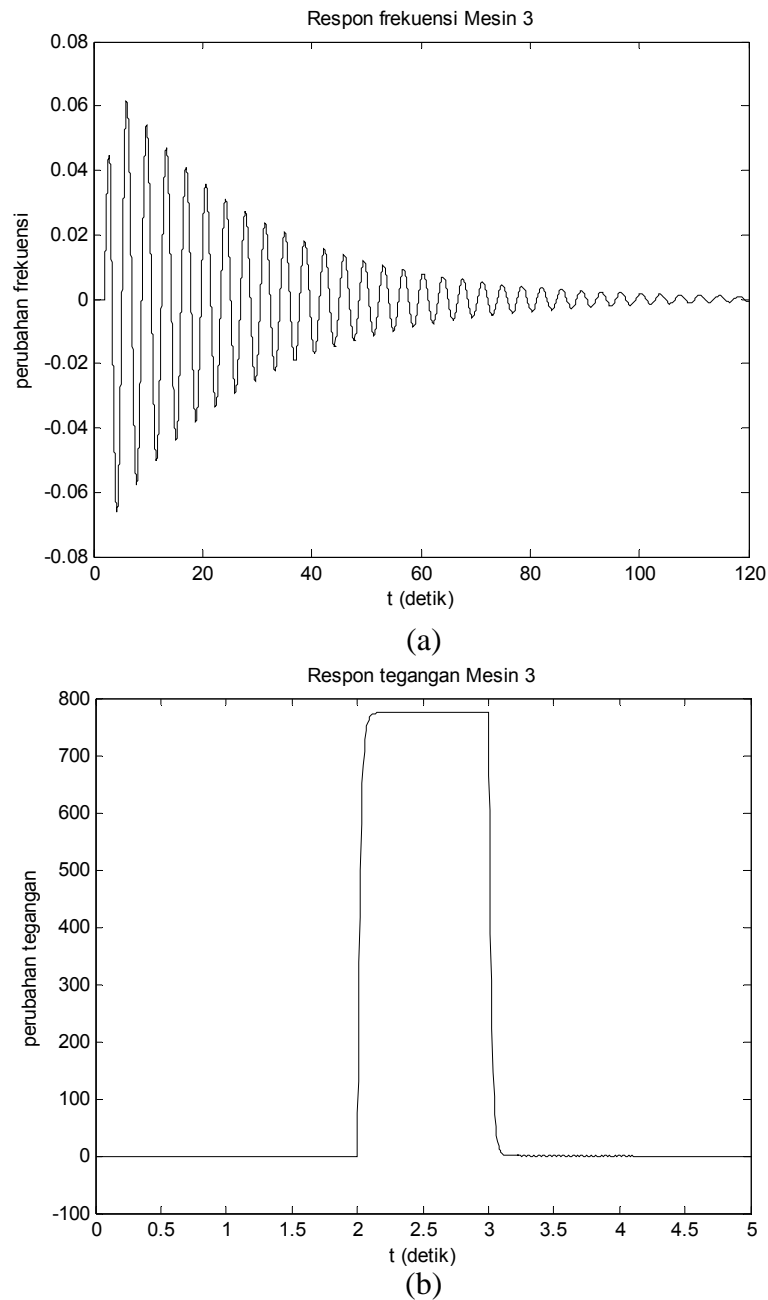 Respon frekuensi Mesin 3
0.08
0.06
0.04
0.02
0
-0.02
-0.04
-0.06
-0.08
perubahan frekuensi
0 20 40 60 80 100 120
t (detik)
(a)
Respon tegangan Mesin 3
800
700
600
500
400
300
200
100
0
-100
perubahan tegangan
0 0.5 1 1.5 2 2.5 3 3.5 4 4.5 5
t (detik)
(b)